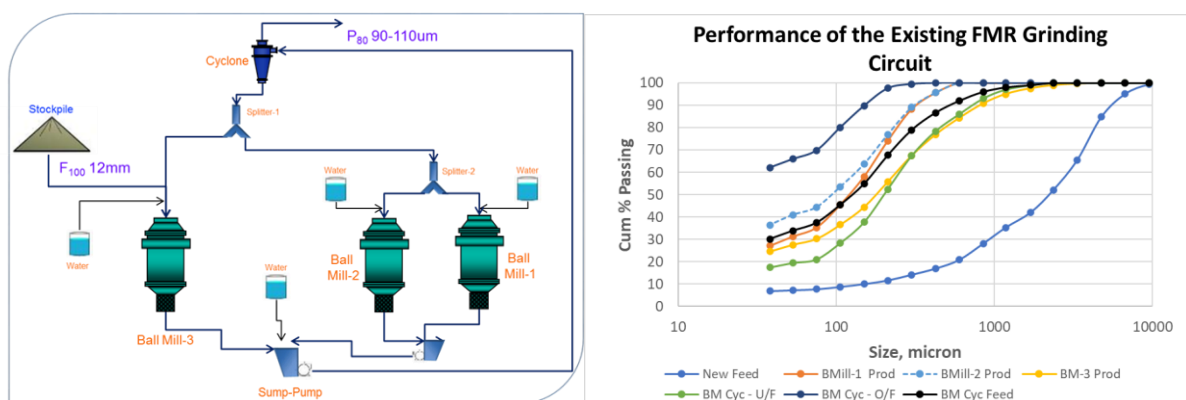 P80 90-110um
Cyclone
Stockpile
Splitter-1
F100 12mm
Splitter-2
Water
Water
Water
Ball
Mill-2
Ball
Mill-1
Water
Ball Mill-3
Sump-Pump
Performance of the Existing FMR Grinding
Circuit
Cum % Passing
100
90
80
70
60
50
40
30
20
10
0
10
100
1000
10000
Size, micron
New Feed
BMill-1 Prod
BMill-2 Prod
BM-3 Prod
BM Cyc - U/F
BM Cyc - O/F
BM Cyc Feed